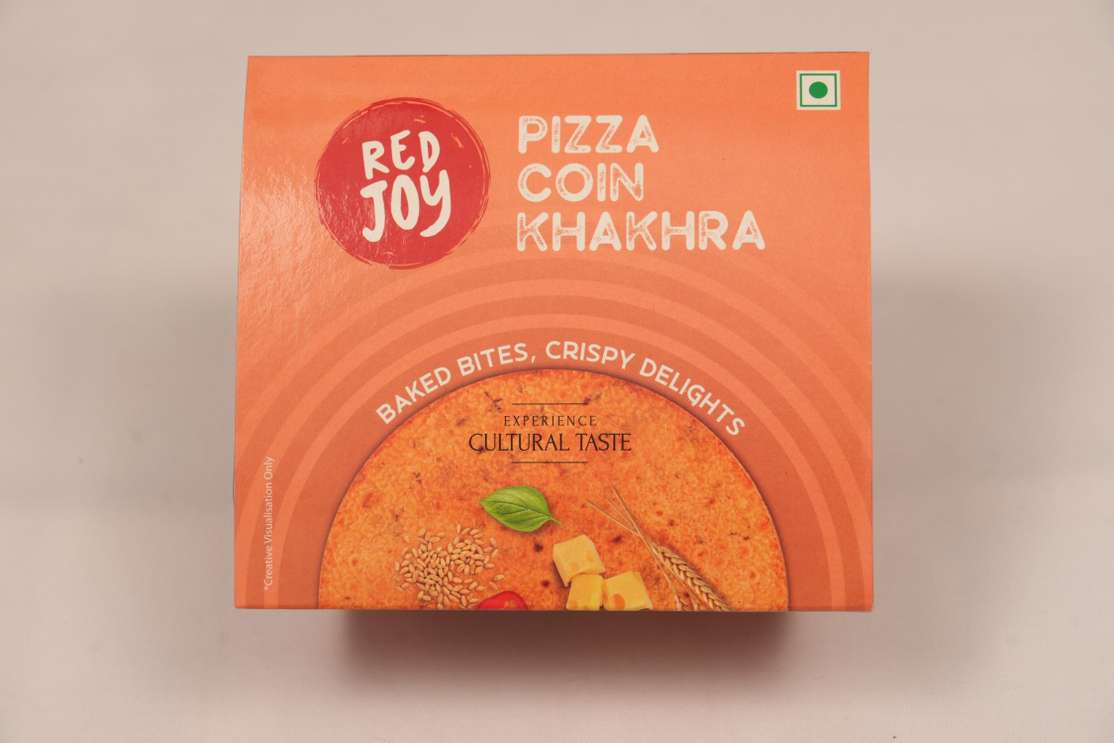 RED
JOY
PIZZA
COIN
KHAKHRA
BAKED BITES, CRISPY DELIGHTS
EXPERIENCE
CULTURAL TASTE
*Creative Visualisation Only